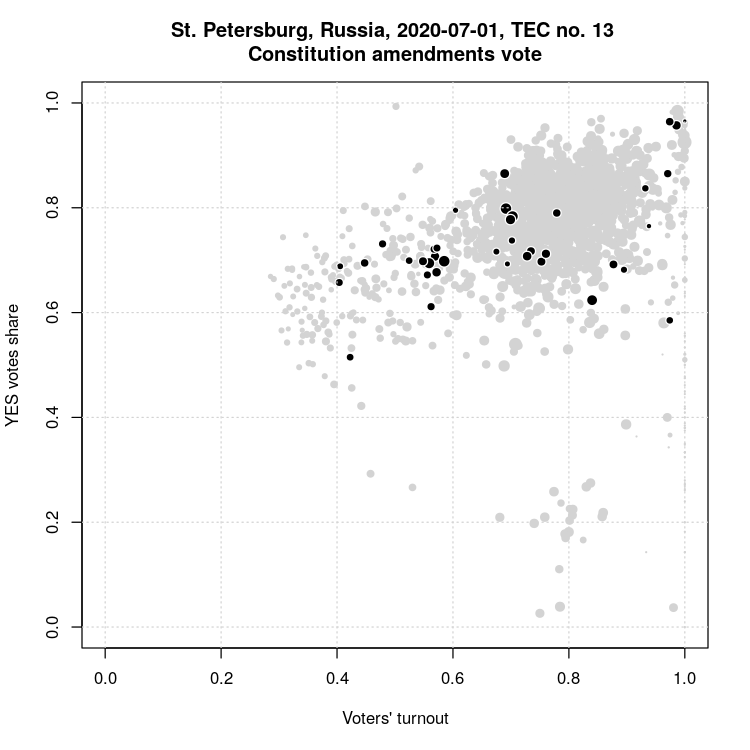 St. Petersburg, Russia, 2020-07-01, TEC no. 13
Constitution amendments vote
YES votes share
1.0
0.8
0.6
0.4
0.2
0.0
0.0 0.2 0.4 0.6 0.8 1.0
Voters' turnout